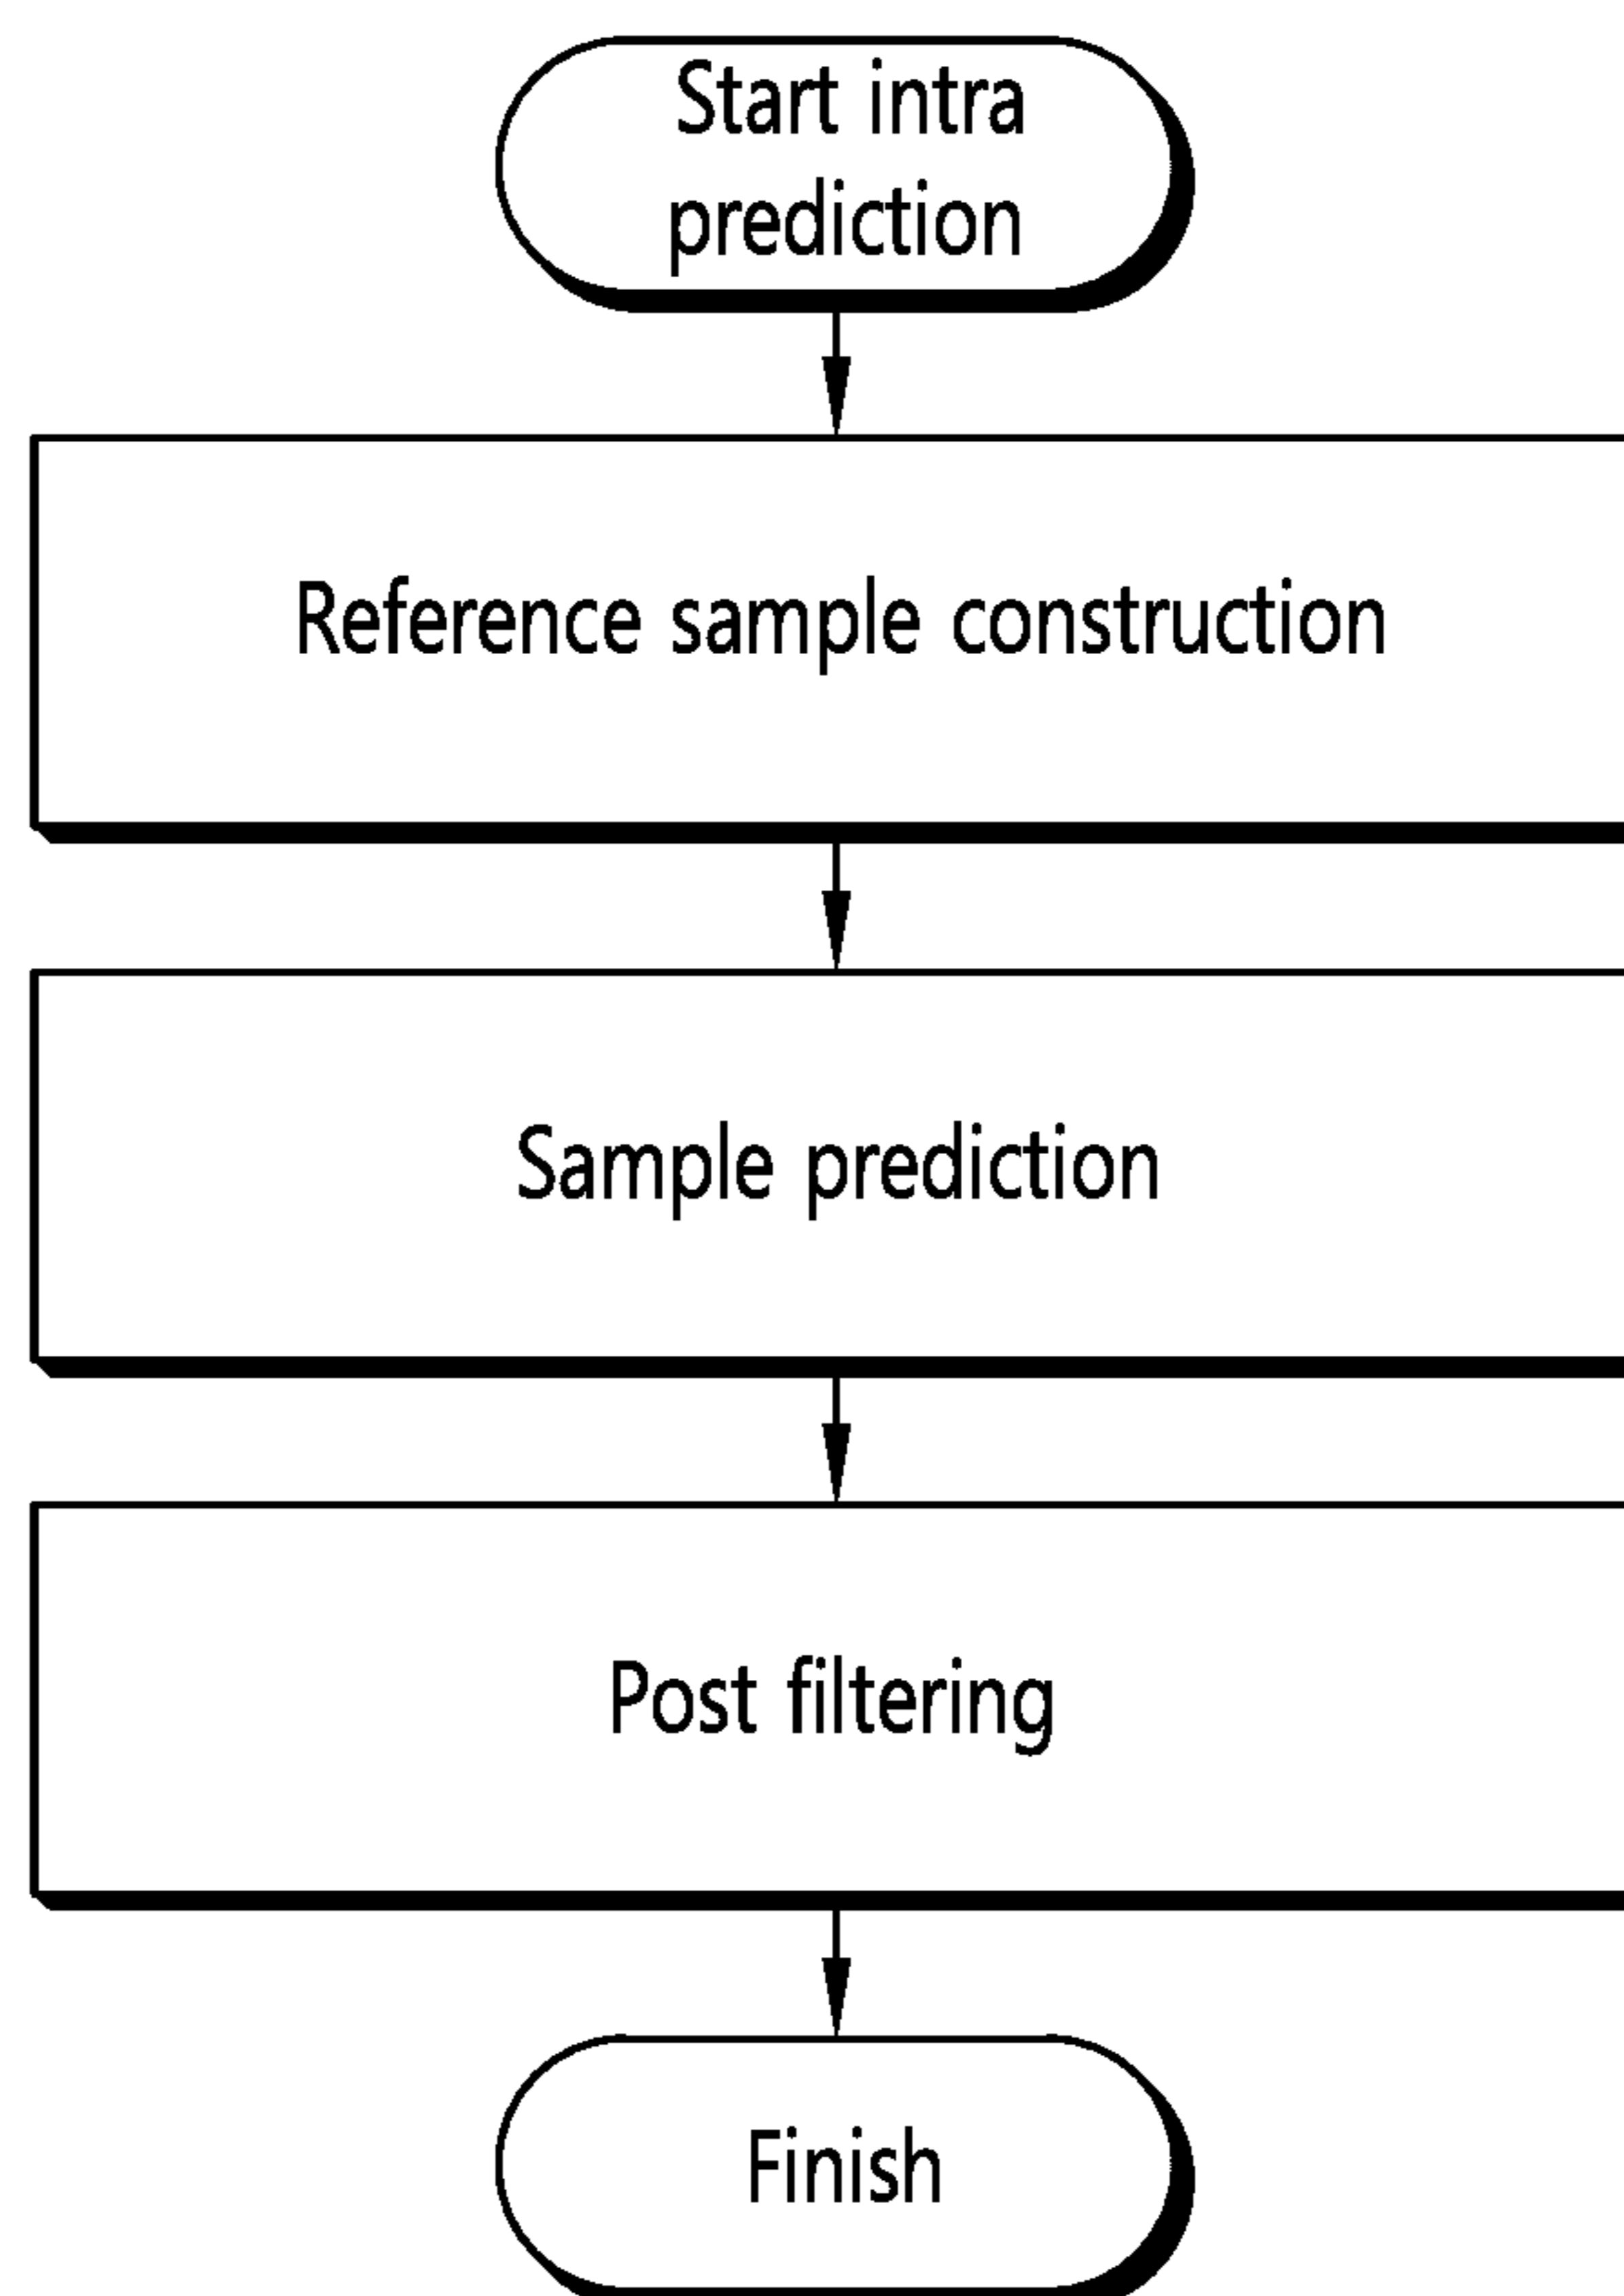 Start intra
prediction
Reference sample construction
Sample prediction
Post filtering
Finish